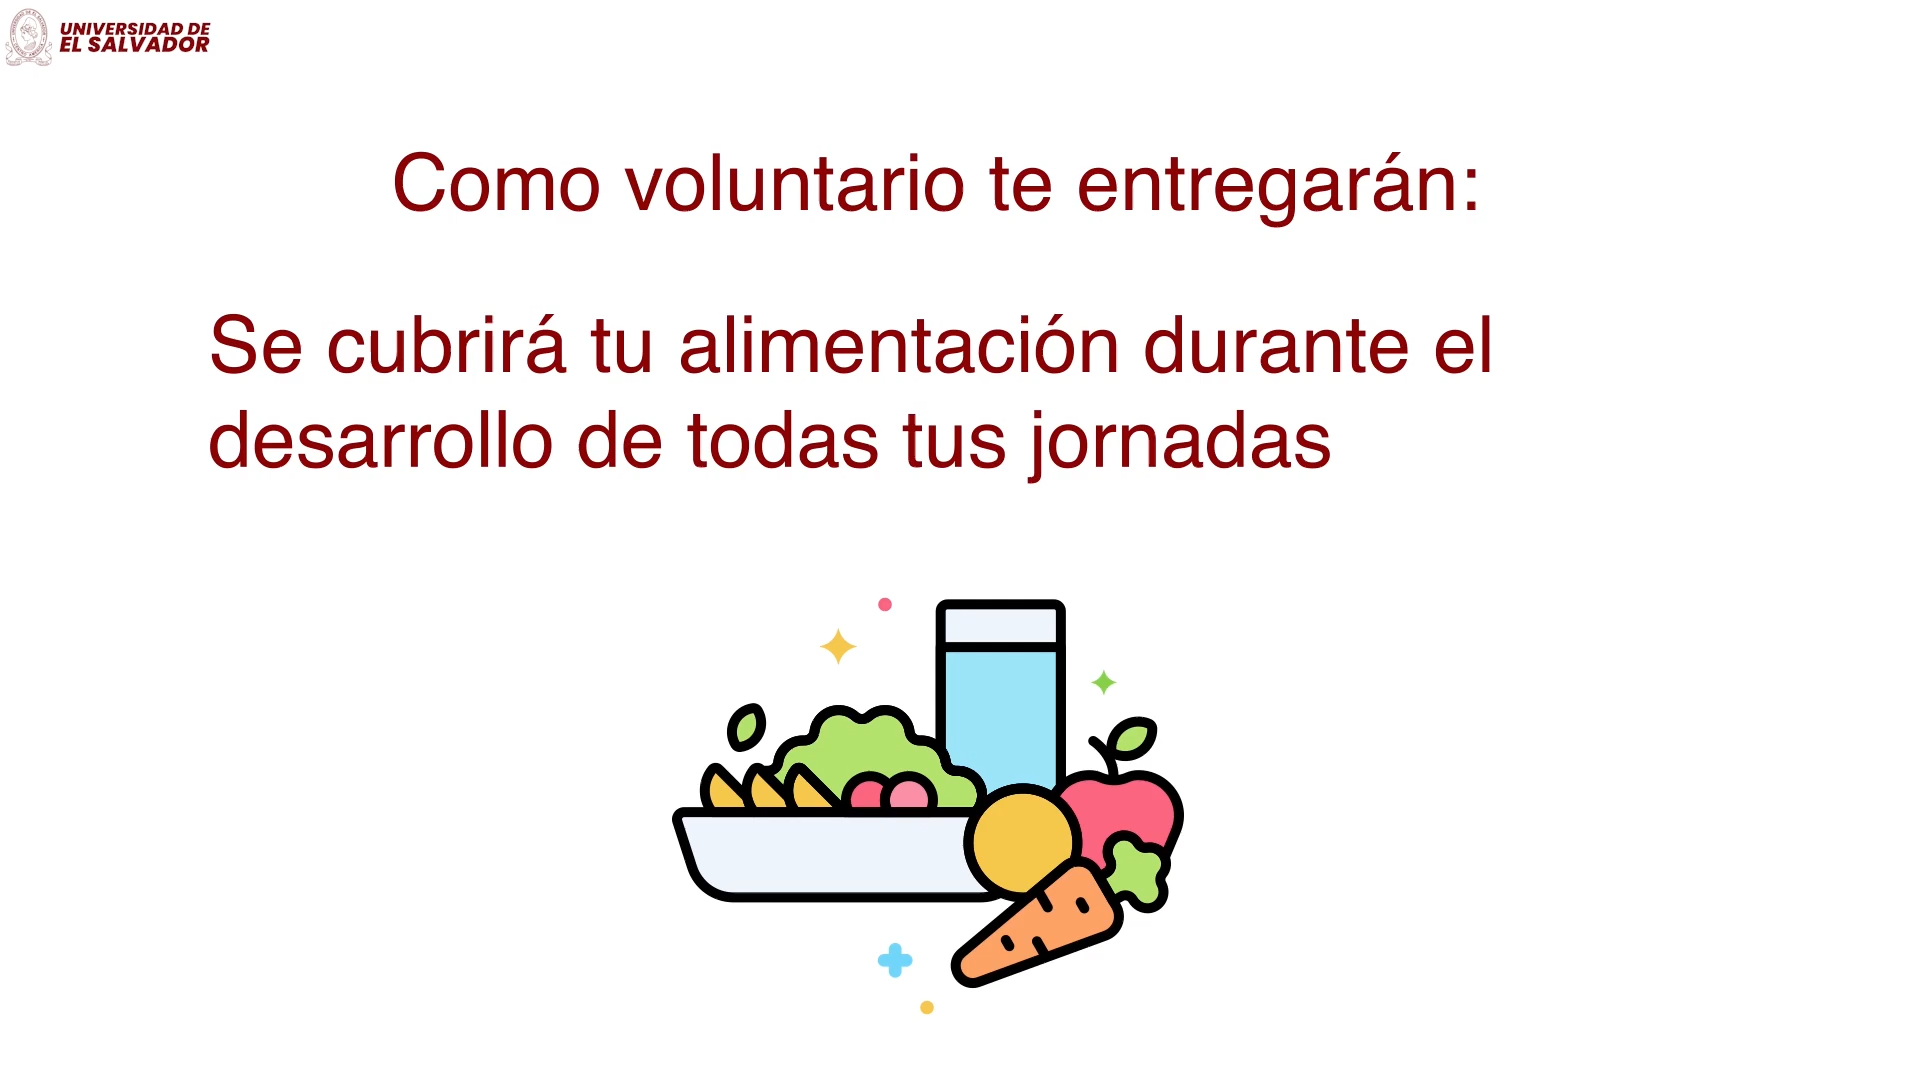 UNIVERSIDAD DE
EL SALVADOR
Como voluntario te entregarán:
Se cubrirá tu alimentación durante el
desarrollo de todas tus jornadas